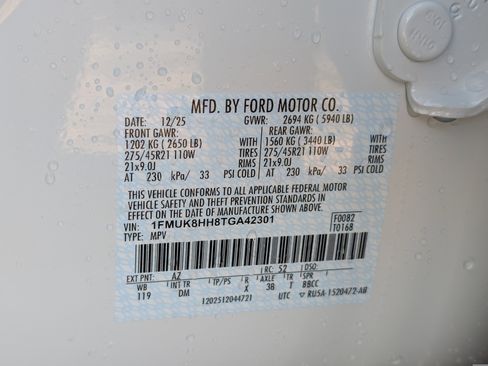 MFD. BY FORD MOTOR CO.
DATE: 12/25 GVWR: 2694 KG ( 5940 LB)
FRONT GAWR: REAR GAWR:
1202 KG ( 2650 LB) WITH 1560 KG ( 3440 LB) WITH
275/45R21 110W TIRES 275/45R21 110W TIRES
21x9.0J RIMS 21x9.0J RIMS
AT 230 kPa/ 33 PSI COLD AT 230 kPa/ 33 PSI COLD
THIS VEHICLE CONFORMS TO ALL APPLICABLE FEDERAL MOTOR
VEHICLE SAFETY AND THEFT PREVENTION STANDARDS IN
EFFECT ON THE DATE OF MANUFACTURE SHOWN ABOVE.
VIN: 1FMUK8HH8TGA42301 F0082
TYPE: MPV T0168
EXT PNT: AZ RC: 52 DSO:
WB INT TR TP/PS R AXLE TR SPR
119 DM X 3B T BBCC
1202512044721 UTC RU5A-1520472-AB